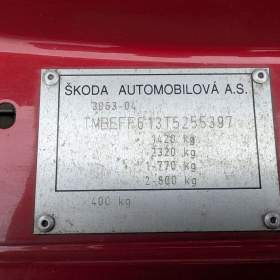 ŠKODA AUTOMOBILOVÁ A.S.
3853-04
TMBEFF613T5255397
1420 kg
2320 kg
1-770 kg
2-800 kg
400 kg